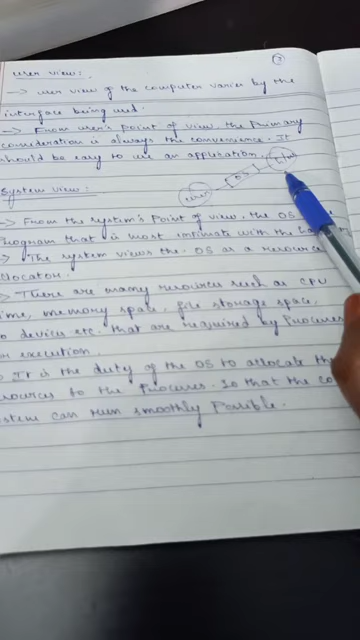 2
user view:
→ user view of the computer varies by the
interface being used.
→ From user's point of view, the Primary
consideration is always the convenience. It
should be easy to use an application.
user OS H/w
System view:
→ From the system's Point of view, the OS
Program that is most intimate with the
→ The system views the OS as a resource
llocator.
There are many resources such as CPU
ime, memory space, file storage space,
devices etc. that are required by Processes
execution.
It is the duty of the OS to allocate the
resources to the Processes. So that the
system can run smoothly Possible.